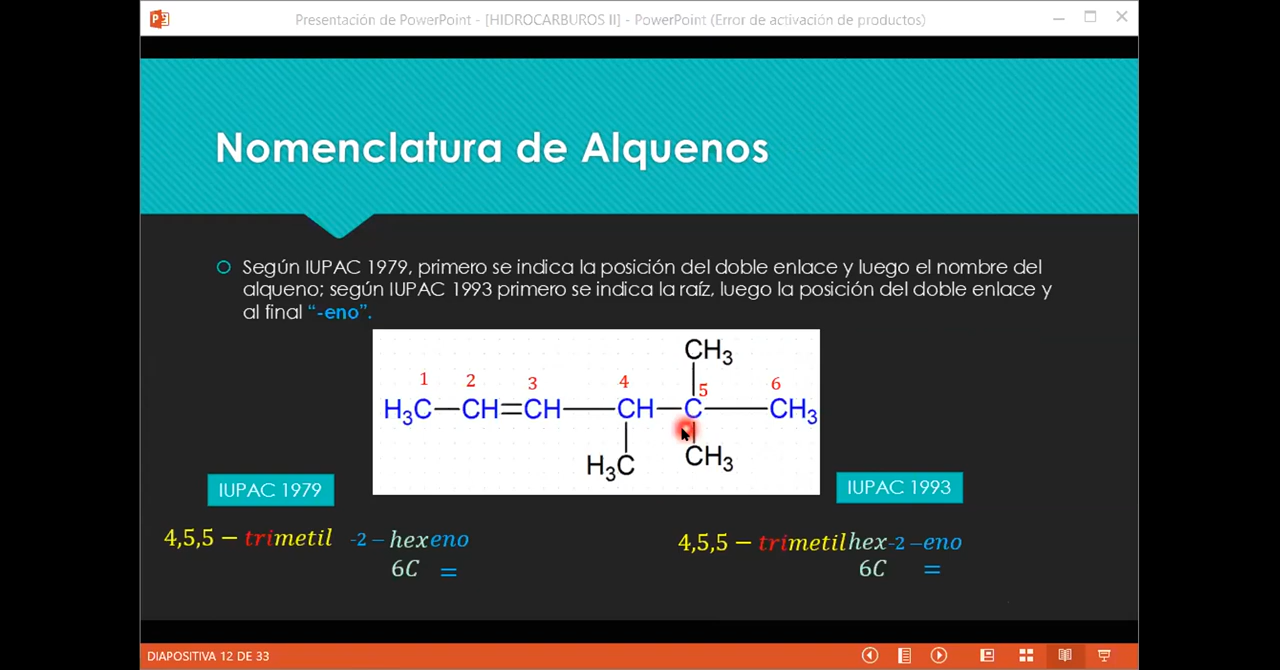 Presentación de PowerPoint - [HIDROCARBUROS II] - PowerPoint (Error de activación de productos)
Nomenclatura de Alquenos
Según IUPAC 1979, primero se indica la posición del doble enlace y luego el nombre del
alqueno; según IUPAC 1993 primero se indica la raíz, luego la posición del doble enlace y
al final “-eno”.
CH3
1 2 3 4 5 6
H3C—CH=CH—CH—C—CH3
H3C CH3
IUPAC 1979 IUPAC 1993
4,5,5 − trimetil -2 − hexeno 4,5,5 − trimetilhex-2 −eno
6C = 6C =
DIAPOSITIVA 12 DE 33